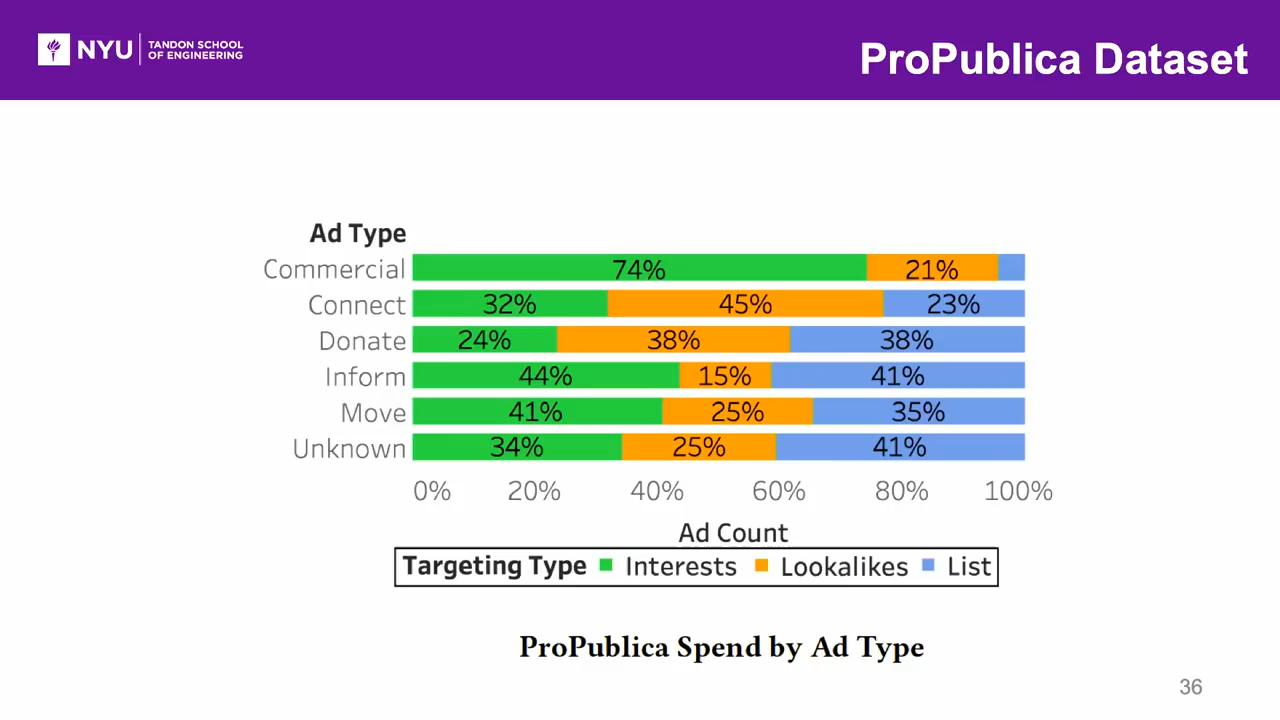 NYU
TANDON SCHOOL
OF ENGINEERING
ProPublica Dataset
Ad Type
Commercial 74% 21%
Connect 32% 45% 23%
Donate 24% 38% 38%
Inform 44% 15% 41%
Move 41% 25% 35%
Unknown 34% 25% 41%
0% 20% 40% 60% 80% 100%
Ad Count
Targeting Type Interests Lookalikes List
ProPublica Spend by Ad Type
36